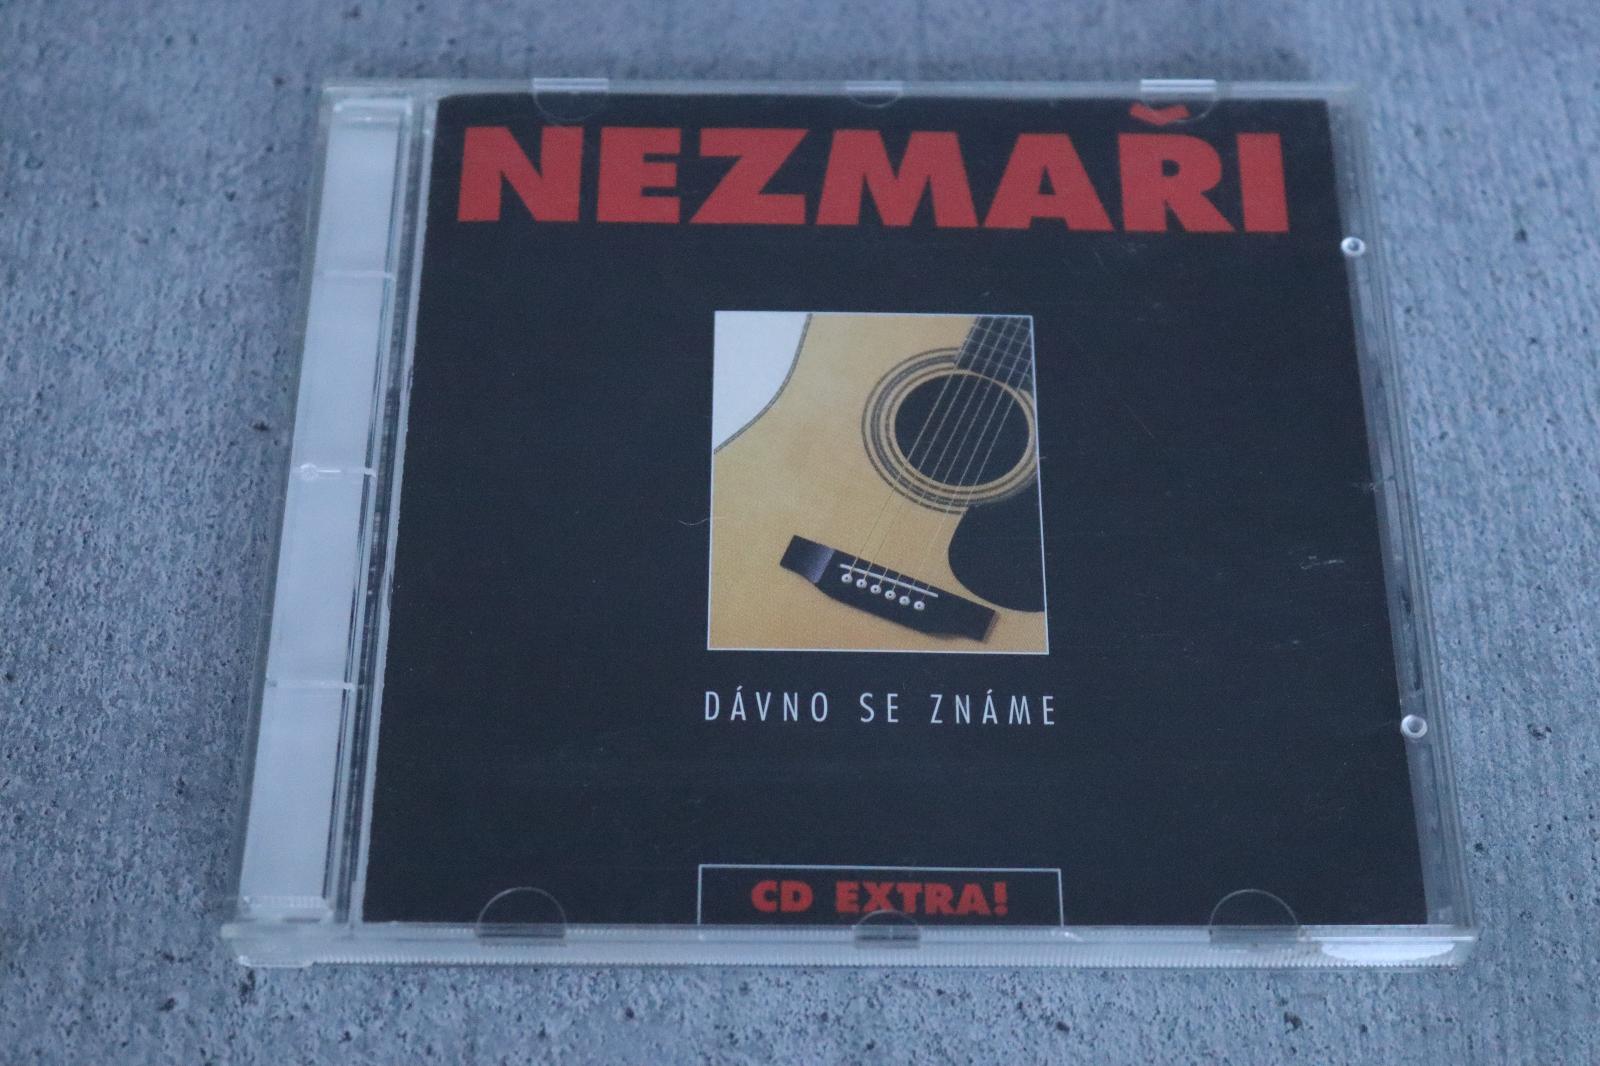 NEZMAŘI
DÁVNO SE ZNÁME
CD EXTRA!